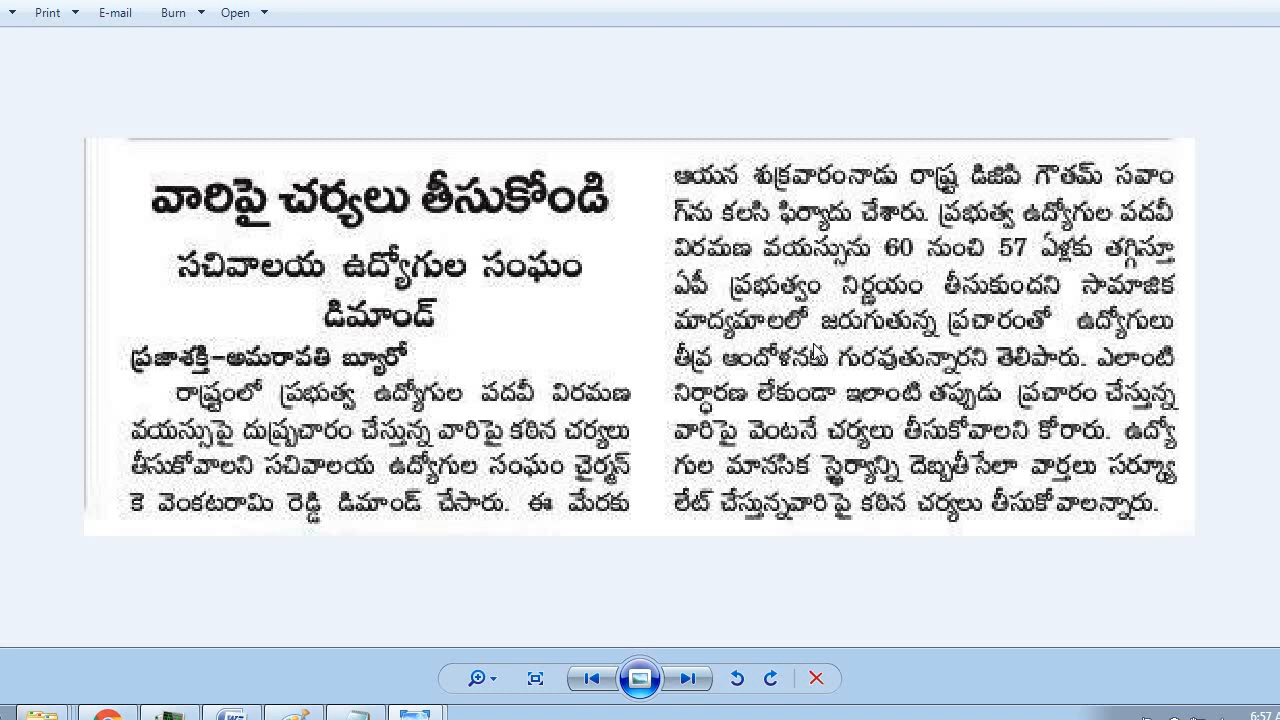 Print
E-mail
Burn
Open
వారిపై చర్యలు తీసుకోండి
సచివాలయ ఉద్యోగుల సంఘం
డిమాండ్
ప్రజాశక్తి-అమరావతి బ్యూరో
రాష్ట్రంలో ప్రభుత్వ ఉద్యోగుల పదవీ విరమణ
వయస్సుపై దుష్ప్రచారం చేస్తున్న వారిపై కఠిన చర్యలు
తీసుకోవాలని సచివాలయ ఉద్యోగుల సంఘం ఛైర్మన్
కె వెంకటరామి రెడ్డి డిమాండ్ చేసారు. ఈ మేరకు
ఆయన శుక్రవారంనాడు రాష్ట్ర డిజిపి గౌతమ్ సవాం
గ్‌ను కలసి ఫిర్యాదు చేశారు. ప్రభుత్వ ఉద్యోగుల పదవీ
విరమణ వయస్సును 60 నుంచి 57 ఏళ్లకు తగ్గిస్తూ
ఏపీ ప్రభుత్వం నిర్ణయం తీసుకుందని సామాజిక
మాద్యమాలలో జరుగుతున్న ప్రచారంతో ఉద్యోగులు
తీవ్ర ఆందోళనకు గురవుతున్నారని తెలిపారు. ఎలాంటి
నిర్ధారణ లేకుండా ఇలాంటి తప్పుడు ప్రచారం చేస్తున్న
వారిపై వెంటనే చర్యలు తీసుకోవాలని కోరారు. ఉద్యో
గుల మానసిక స్థైర్యాన్ని దెబ్బతీసేలా వార్తలు సర్క్యూ
లేట్ చేస్తున్నవారిపై కఠిన చర్యలు తీసుకోవాలన్నారు.